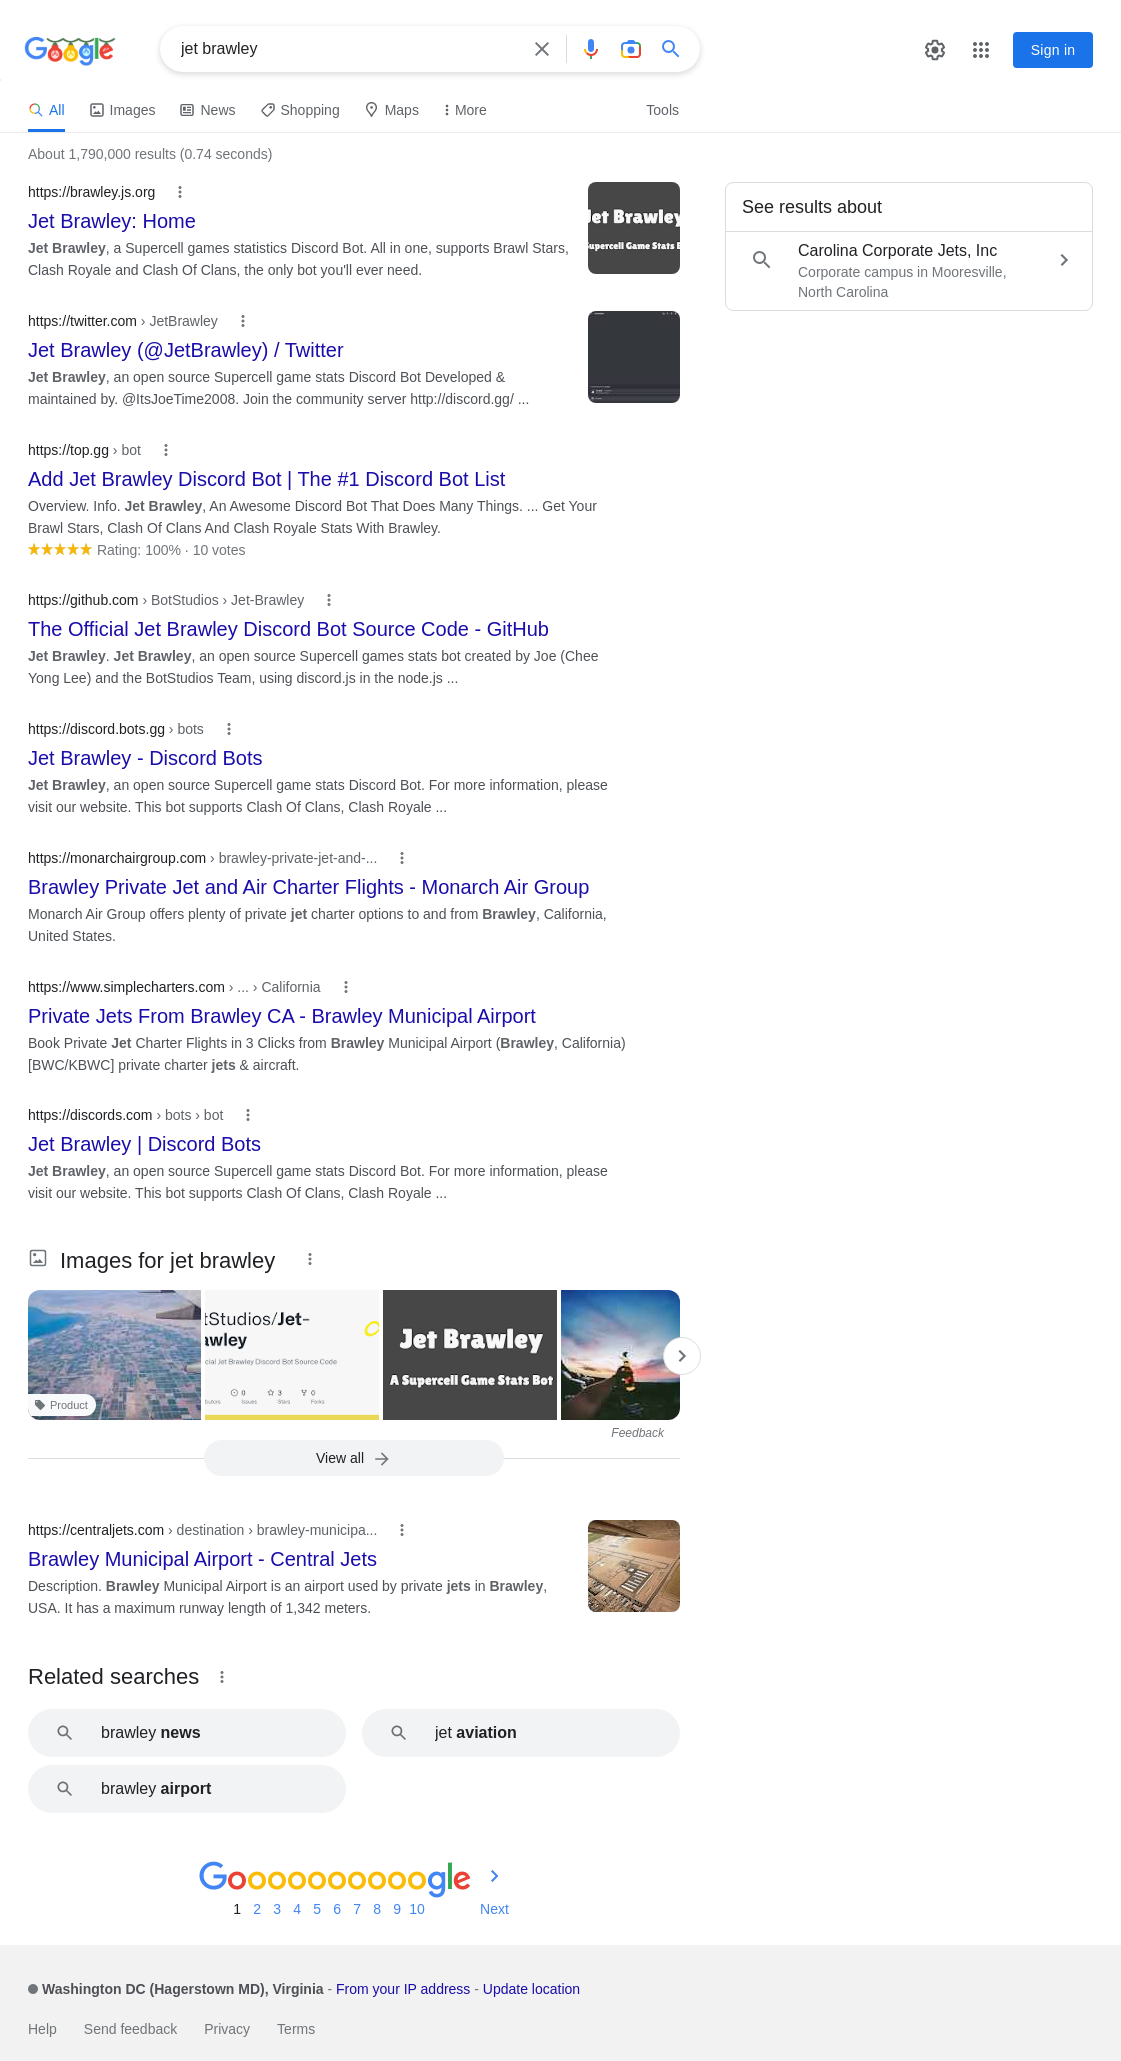 Google
jet brawley
Sign in
All
Images
News
Shopping
Maps
More
Tools
About 1,790,000 results (0.74 seconds)
https://brawley.js.org
Jet Brawley: Home
Jet Brawley, a Supercell games statistics Discord Bot. All in one, supports Brawl Stars,
Clash Royale and Clash Of Clans, the only bot you'll ever need.
Jet Brawley
Supercell Game Stats B
See results about
Carolina Corporate Jets, Inc
Corporate campus in Mooresville,
North Carolina
https://twitter.com › JetBrawley
Jet Brawley (@JetBrawley) / Twitter
Jet Brawley, an open source Supercell game stats Discord Bot Developed &
maintained by. @ItsJoeTime2008. Join the community server http://discord.gg/ ...
https://top.gg › bot
Add Jet Brawley Discord Bot | The #1 Discord Bot List
Overview. Info. Jet Brawley, An Awesome Discord Bot That Does Many Things. ... Get Your
Brawl Stars, Clash Of Clans And Clash Royale Stats With Brawley.
Rating: 100% · 10 votes
https://github.com › BotStudios › Jet-Brawley
The Official Jet Brawley Discord Bot Source Code - GitHub
Jet Brawley. Jet Brawley, an open source Supercell games stats bot created by Joe (Chee
Yong Lee) and the BotStudios Team, using discord.js in the node.js ...
https://discord.bots.gg › bots
Jet Brawley - Discord Bots
Jet Brawley, an open source Supercell game stats Discord Bot. For more information, please
visit our website. This bot supports Clash Of Clans, Clash Royale ...
https://monarchairgroup.com › brawley-private-jet-and-...
Brawley Private Jet and Air Charter Flights - Monarch Air Group
Monarch Air Group offers plenty of private jet charter options to and from Brawley, California,
United States.
https://www.simplecharters.com › ... › California
Private Jets From Brawley CA - Brawley Municipal Airport
Book Private Jet Charter Flights in 3 Clicks from Brawley Municipal Airport (Brawley, California)
[BWC/KBWC] private charter jets & aircraft.
https://discords.com › bots › bot
Jet Brawley | Discord Bots
Jet Brawley, an open source Supercell game stats Discord Bot. For more information, please
visit our website. This bot supports Clash Of Clans, Clash Royale ...
Images for jet brawley
Product
tStudios/Jet-
awley
cial Jet Brawley Discord Bot Source Code
0 3 0
utors Issues Stars Forks
Jet Brawley
A Supercell Game Stats Bot
Feedback
View all
https://centraljets.com › destination › brawley-municipa...
Brawley Municipal Airport - Central Jets
Description. Brawley Municipal Airport is an airport used by private jets in Brawley,
USA. It has a maximum runway length of 1,342 meters.
Related searches
brawley news
jet aviation
brawley airport
Goooooooooogle
1 2 3 4 5 6 7 8 9 10 Next
Washington DC (Hagerstown MD), Virginia - From your IP address - Update location
Help Send feedback Privacy Terms